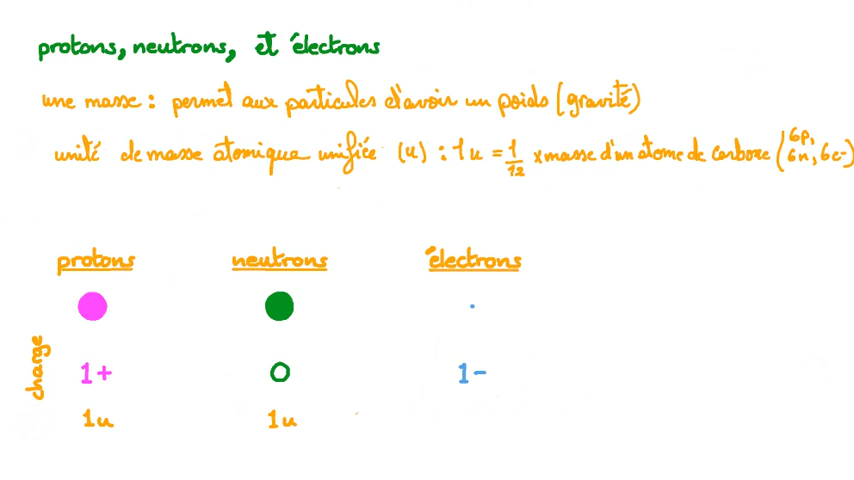 protons, neutrons, et électrons
une masse : permet aux particules d'avoir un poids (gravité)
unité de masse atomique unifiée (u) : 1u = 1/12 x masse d'un atome de carbone (6p, 6n, 6e-)
protons neutrons électrons
charge 1+ 0 1-
1u 1u